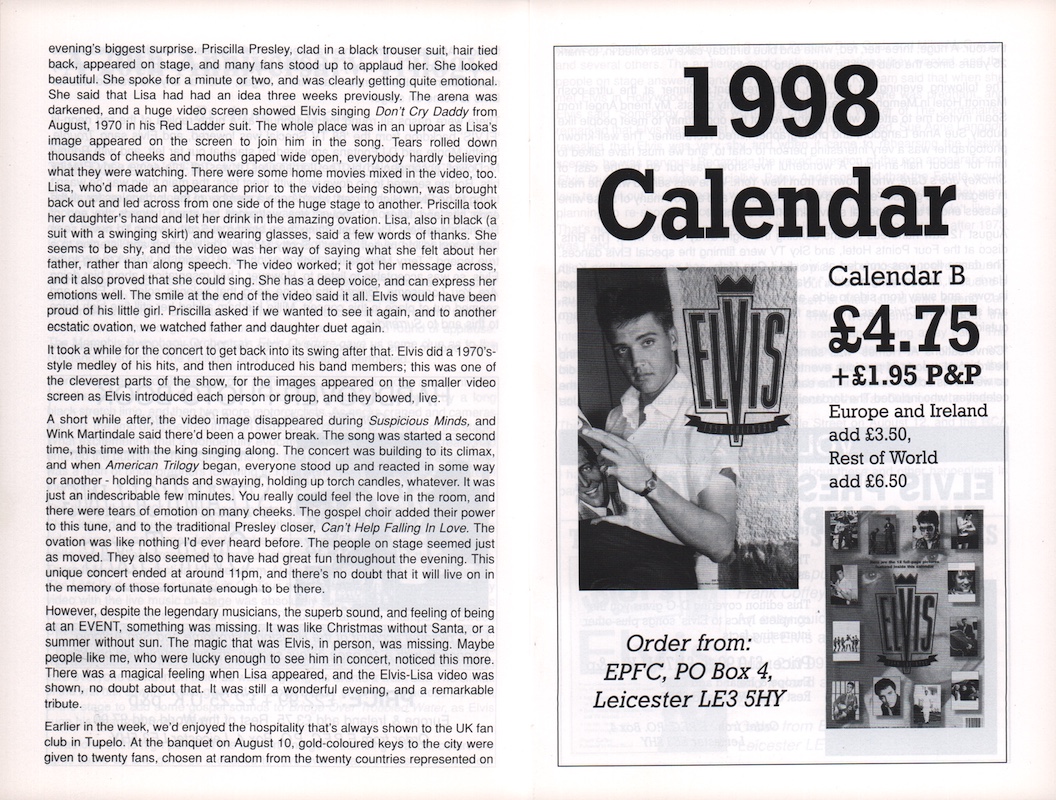 evening's biggest surprise. Priscilla Presley, clad in a black trouser suit, hair tied
back, appeared on stage, and many fans stood up to applaud her. She looked
beautiful. She spoke for a minute or two, and was clearly getting quite emotional.
She said that Lisa had had an idea three weeks previously. The arena was
darkened, and a huge video screen showed Elvis singing Don't Cry Daddy from
August, 1970 in his Red Ladder suit. The whole place was in an uproar as Lisa's
image appeared on the screen to join him in the song. Tears rolled down
thousands of cheeks and mouths gaped wide open, everybody hardly believing
what they were watching. There were some home movies mixed in the video, too.
Lisa, who'd made an appearance prior to the video being shown, was brought
back out and led across from one side of the huge stage to another. Priscilla took
her daughter's hand and let her drink in the amazing ovation. Lisa, also in black (a
suit with a swinging skirt) and wearing glasses, said a few words of thanks. She
seems to be shy, and the video was her way of saying what she felt about her
father, rather than along speech. The video worked; it got her message across,
and it also proved that she could sing. She has a deep voice, and can express her
emotions well. The smile at the end of the video said it all. Elvis would have been
proud of his little girl. Priscilla asked if we wanted to see it again, and to another
ecstatic ovation, we watched father and daughter duet again.
It took a while for the concert to get back into its swing after that. Elvis did a 1970's-
style medley of his hits, and then introduced his band members; this was one of
the cleverest parts of the show, for the images appeared on the smaller video
screen as Elvis introduced each person or group, and they bowed, live.
A short while after, the video image disappeared during Suspicious Minds, and
Wink Martindale said there'd been a power break. The song was started a second
time, this time with the king singing along. The concert was building to its climax,
and when American Trilogy began, everyone stood up and reacted in some way
or another - holding hands and swaying, holding up torch candles, whatever. It was
just an indescribable few minutes. You really could feel the love in the room, and
there were tears of emotion on many cheeks. The gospel choir added their power
to this tune, and to the traditional Presley closer, Can't Help Falling In Love. The
ovation was like nothing I'd ever heard before. The people on stage seemed just
as moved. They also seemed to have had great fun throughout the evening. This
unique concert ended at around 11pm, and there's no doubt that it will live on in
the memory of those fortunate enough to be there.
However, despite the legendary musicians, the superb sound, and feeling of being
at an EVENT, something was missing. It was like Christmas without Santa, or a
summer without sun. The magic that was Elvis, in person, was missing. Maybe
people like me, who were lucky enough to see him in concert, noticed this more.
There was a magical feeling when Lisa appeared, and the Elvis-Lisa video was
shown, no doubt about that. It was still a wonderful evening, and a remarkable
tribute.
Earlier in the week, we'd enjoyed the hospitality that's always shown to the UK fan
club in Tupelo. At the banquet on August 10, gold-coloured keys to the city were
given to twenty fans, chosen at random from the twenty countries represented on
1998
Calendar
ELVIS
1998 CALENDAR
Calendar B
£4.75
+£1.95 P&P
Europe and Ireland
add £3.50,
Rest of World
add £6.50
ELVIS
Order from:
EPFC, PO Box 4,
Leicester LE3 5HY